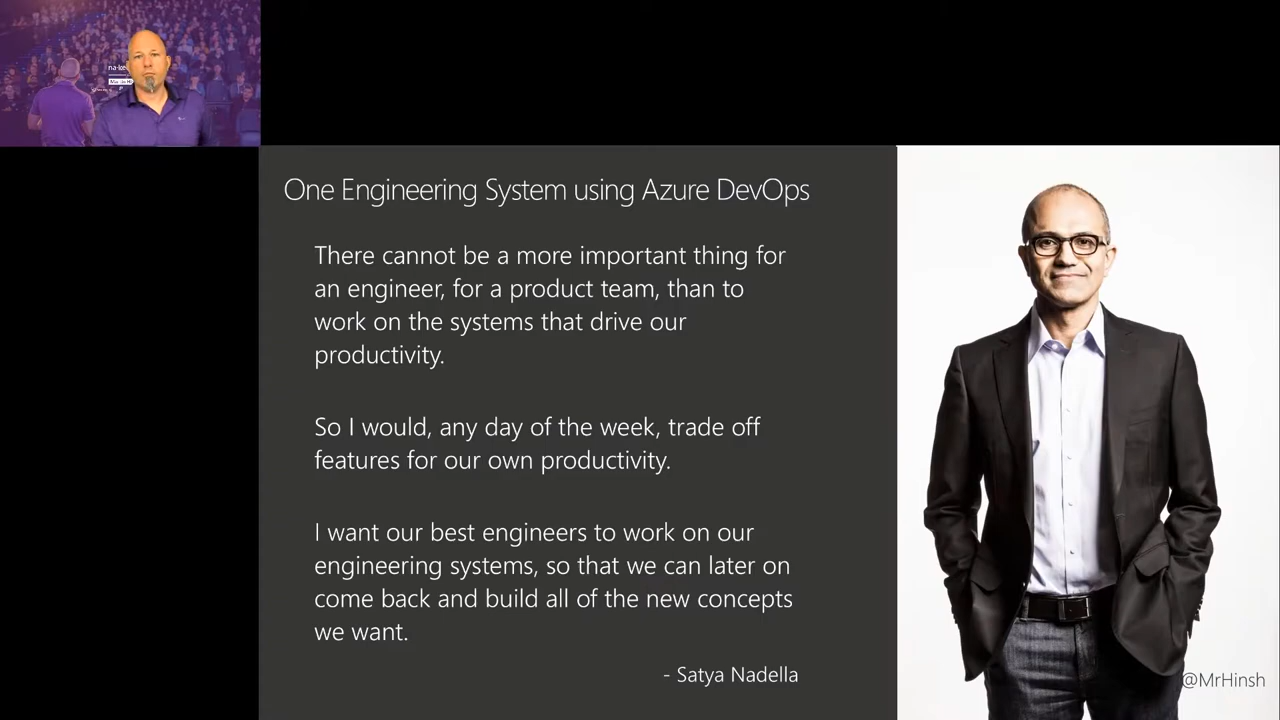 One Engineering System using Azure DevOps
There cannot be a more important thing for
an engineer, for a product team, than to
work on the systems that drive our
productivity.
So I would, any day of the week, trade off
features for our own productivity.
I want our best engineers to work on our
engineering systems, so that we can later on
come back and build all of the new concepts
we want.
- Satya Nadella
@MrHinsh